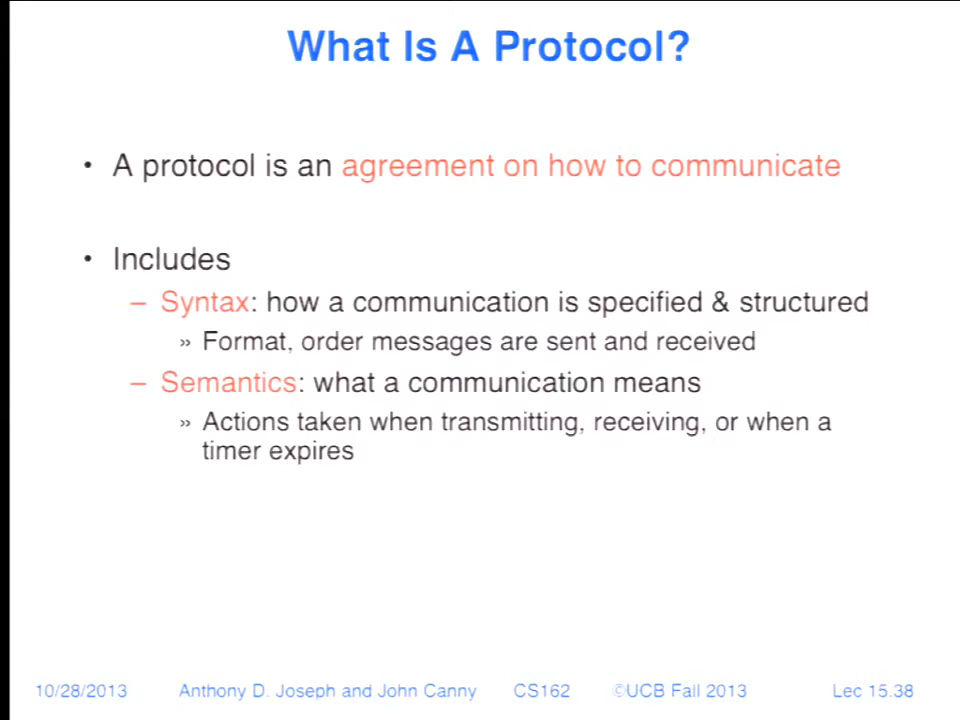 What Is A Protocol?
• A protocol is an agreement on how to communicate
• Includes
– Syntax: how a communication is specified & structured
» Format, order messages are sent and received
– Semantics: what a communication means
» Actions taken when transmitting, receiving, or when a
timer expires
10/28/2013 Anthony D. Joseph and John Canny CS162 ©UCB Fall 2013 Lec 15.38